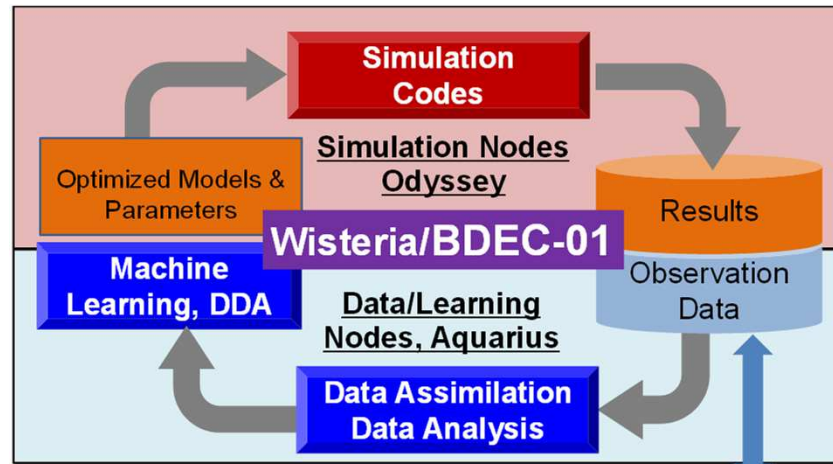 Simulation
Codes
Optimized Models &
Parameters
Simulation Nodes
Odyssey
Results
Wisteria/BDEC-01
Machine
Learning, DDA
Observation
Data
Data/Learning
Nodes, Aquarius
Data Assimilation
Data Analysis